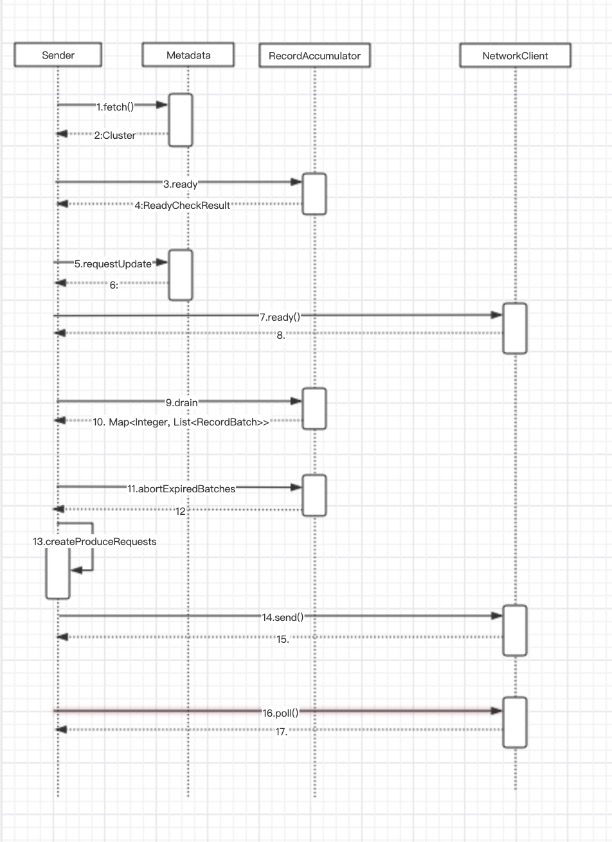 Sender
Metadata
RecordAccumulator
NetworkClient
1.fetch()
2:Cluster
3.ready
4:ReadyCheckResult
5.requestUpdate
6:
7.ready()
8.
9.drain
10. Map<Integer, List<RecordBatch>>
11.abortExpiredBatches
12
13.createProduceRequests
14.send()
15.
16.poll()
17.